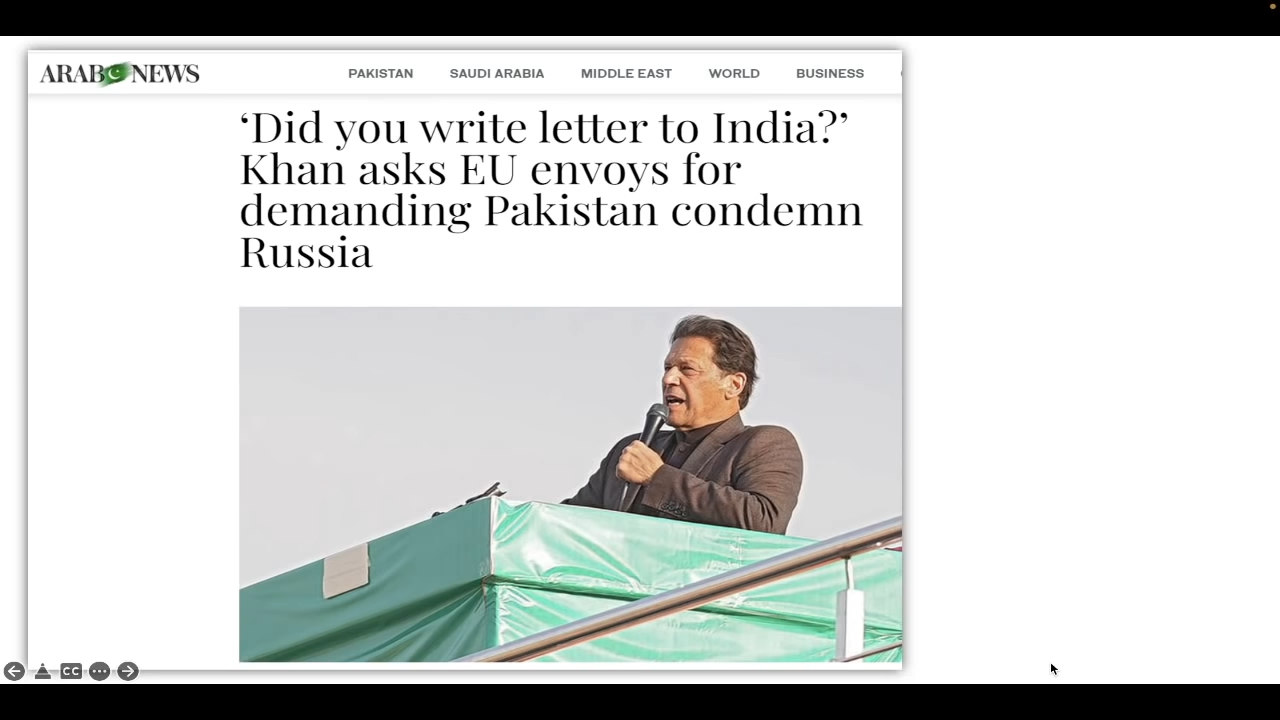 ARAB NEWS
PAKISTAN SAUDI ARABIA MIDDLE EAST WORLD BUSINESS
‘Did you write letter to India?’
Khan asks EU envoys for
demanding Pakistan condemn
Russia
CC